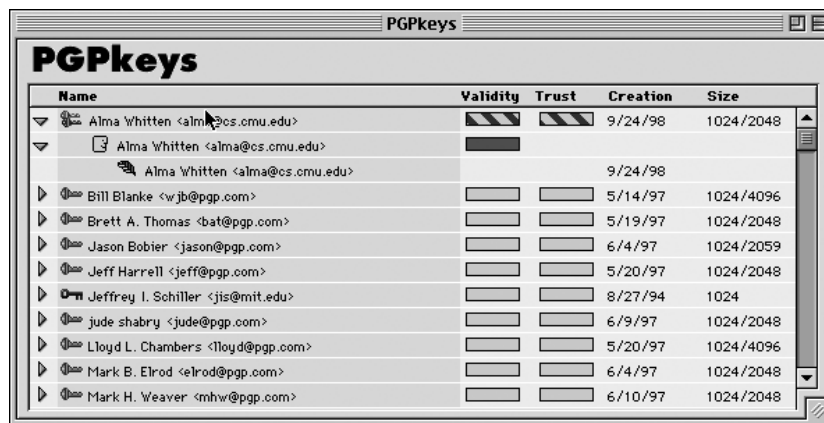 PGPkeys
PGPkeys
Name Validity Trust Creation Size
Alma Whitten <alma@cs.cmu.edu> 9/24/98 1024/2048
Alma Whitten <alma@cs.cmu.edu>
Alma Whitten <alma@cs.cmu.edu> 9/24/98
Bill Blanke <wjb@pgp.com> 5/14/97 1024/4096
Brett A. Thomas <bat@pgp.com> 5/19/97 1024/2048
Jason Bobier <jason@pgp.com> 6/4/97 1024/2059
Jeff Harrell <jeff@pgp.com> 5/20/97 1024/2048
Jeffrey I. Schiller <jis@mit.edu> 8/27/94 1024
jude shabry <jude@pgp.com> 6/9/97 1024/2048
Lloyd L. Chambers <lloyd@pgp.com> 5/20/97 1024/4096
Mark B. Elrod <elrod@pgp.com> 6/4/97 1024/2048
Mark H. Weaver <mhw@pgp.com> 6/10/97 1024/2048